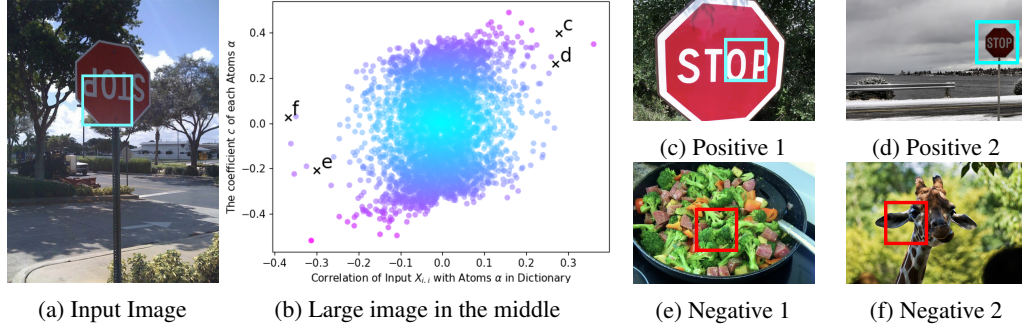 STOP
(a) Input Image
The coefficient c of each Atoms α
0.4
0.2
0.0
−0.2
−0.4
c
d
f
e
−0.4 −0.3 −0.2 −0.1 0.0 0.1 0.2 0.3
Correlation of Input Xi,j with Atoms α in Dictionary
(b) Large image in the middle
STOP
(c) Positive 1
STOP
(d) Positive 2
(e) Negative 1
(f) Negative 2